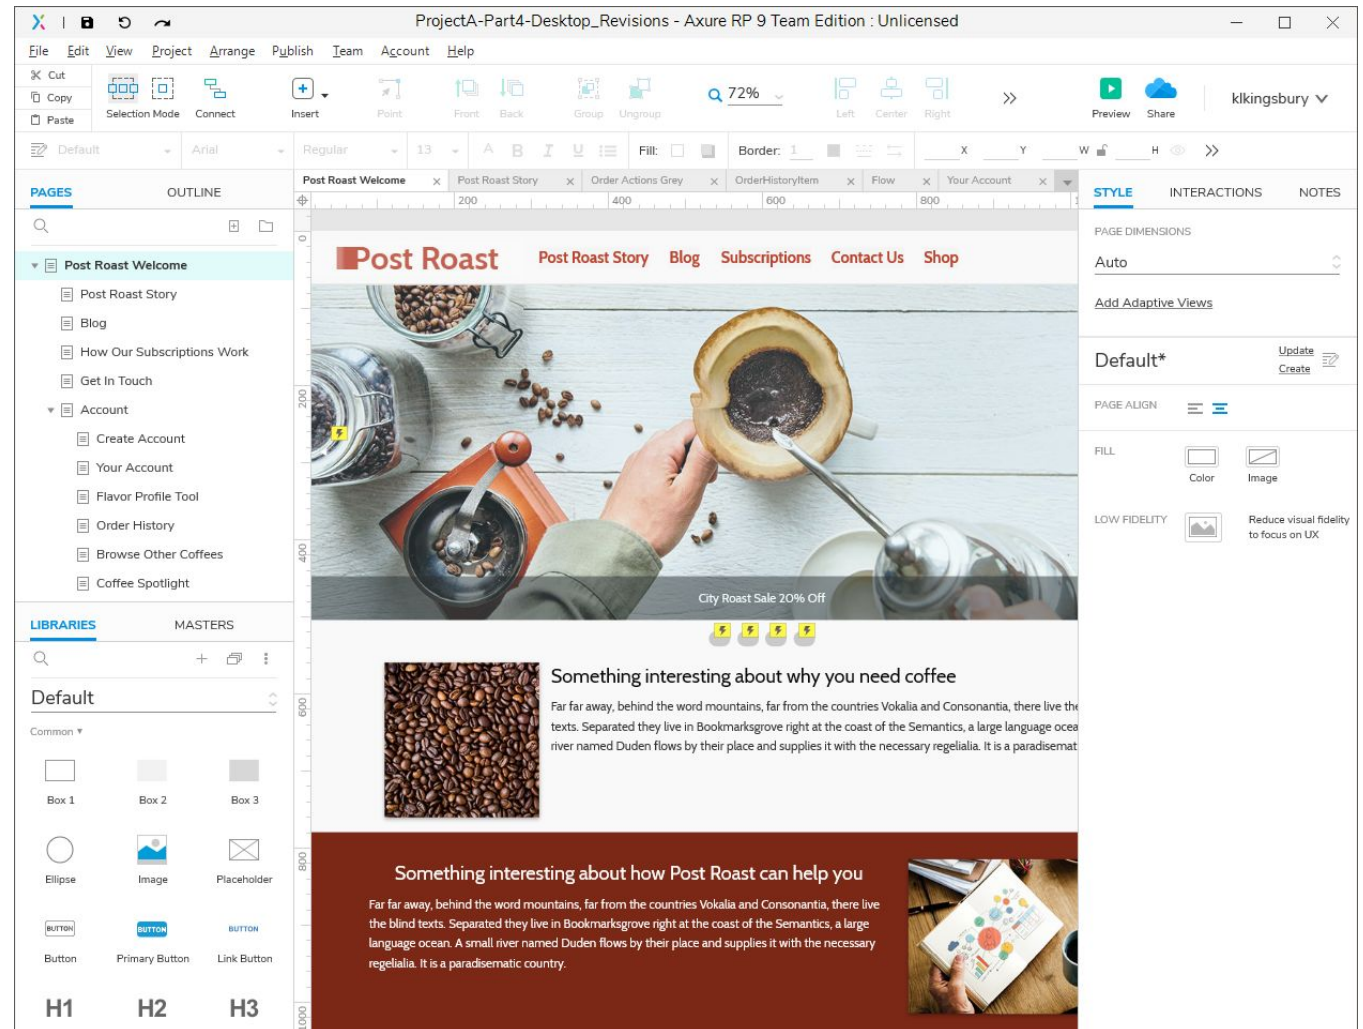 ProjectA-Part4-Desktop_Revisions - Axure RP 9 Team Edition : Unlicensed
File Edit View Project Arrange Publish Team Account Help
Cut
Copy
Paste
Selection Mode Connect Insert Point Front Back Group Ungroup 72% Left Center Right Preview Share klkingsbury
Default Arial Regular 13 A B I U Fill: Border: 1 X Y W H
PAGES OUTLINE
Post Roast Welcome Post Roast Story Order Actions Grey OrderHistoryItem Flow Your Account
STYLE INTERACTIONS NOTES
200 400 600 800
Post Roast Welcome
Post Roast Story
Blog
How Our Subscriptions Work
Get In Touch
Account
Create Account
Your Account
Flavor Profile Tool
Order History
Browse Other Coffees
Coffee Spotlight
LIBRARIES MASTERS
Default
Common
Box 1 Box 2 Box 3
Ellipse Image Placeholder
BUTTON BUTTON BUTTON
Button Primary Button Link Button
H1 H2 H3
0
200
400
600
800
1000
Post Roast Post Roast Story Blog Subscriptions Contact Us Shop
City Roast Sale 20% Off
Something interesting about why you need coffee
Far far away, behind the word mountains, far from the countries Vokalia and Consonantia, there live the
texts. Separated they live in Bookmarksgrove right at the coast of the Semantics, a large language ocea
river named Duden flows by their place and supplies it with the necessary regelialia. It is a paradisemat
Something interesting about how Post Roast can help you
Far far away, behind the word mountains, far from the countries Vokalia and Consonantia, there live
the blind texts. Separated they live in Bookmarksgrove right at the coast of the Semantics, a large
language ocean. A small river named Duden flows by their place and supplies it with the necessary
regelialia. It is a paradisematic country.
PAGE DIMENSIONS
Auto
Add Adaptive Views
Default*
Update
Create
PAGE ALIGN
FILL
Color Image
LOW FIDELITY
Reduce visual fidelity
to focus on UX